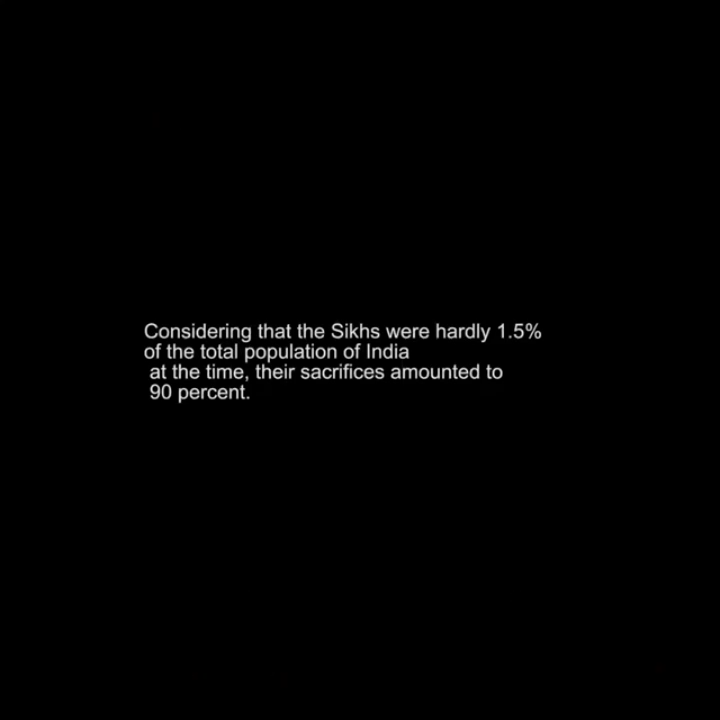 Considering that the Sikhs were hardly 1.5%
of the total population of India
at the time, their sacrifices amounted to
90 percent.